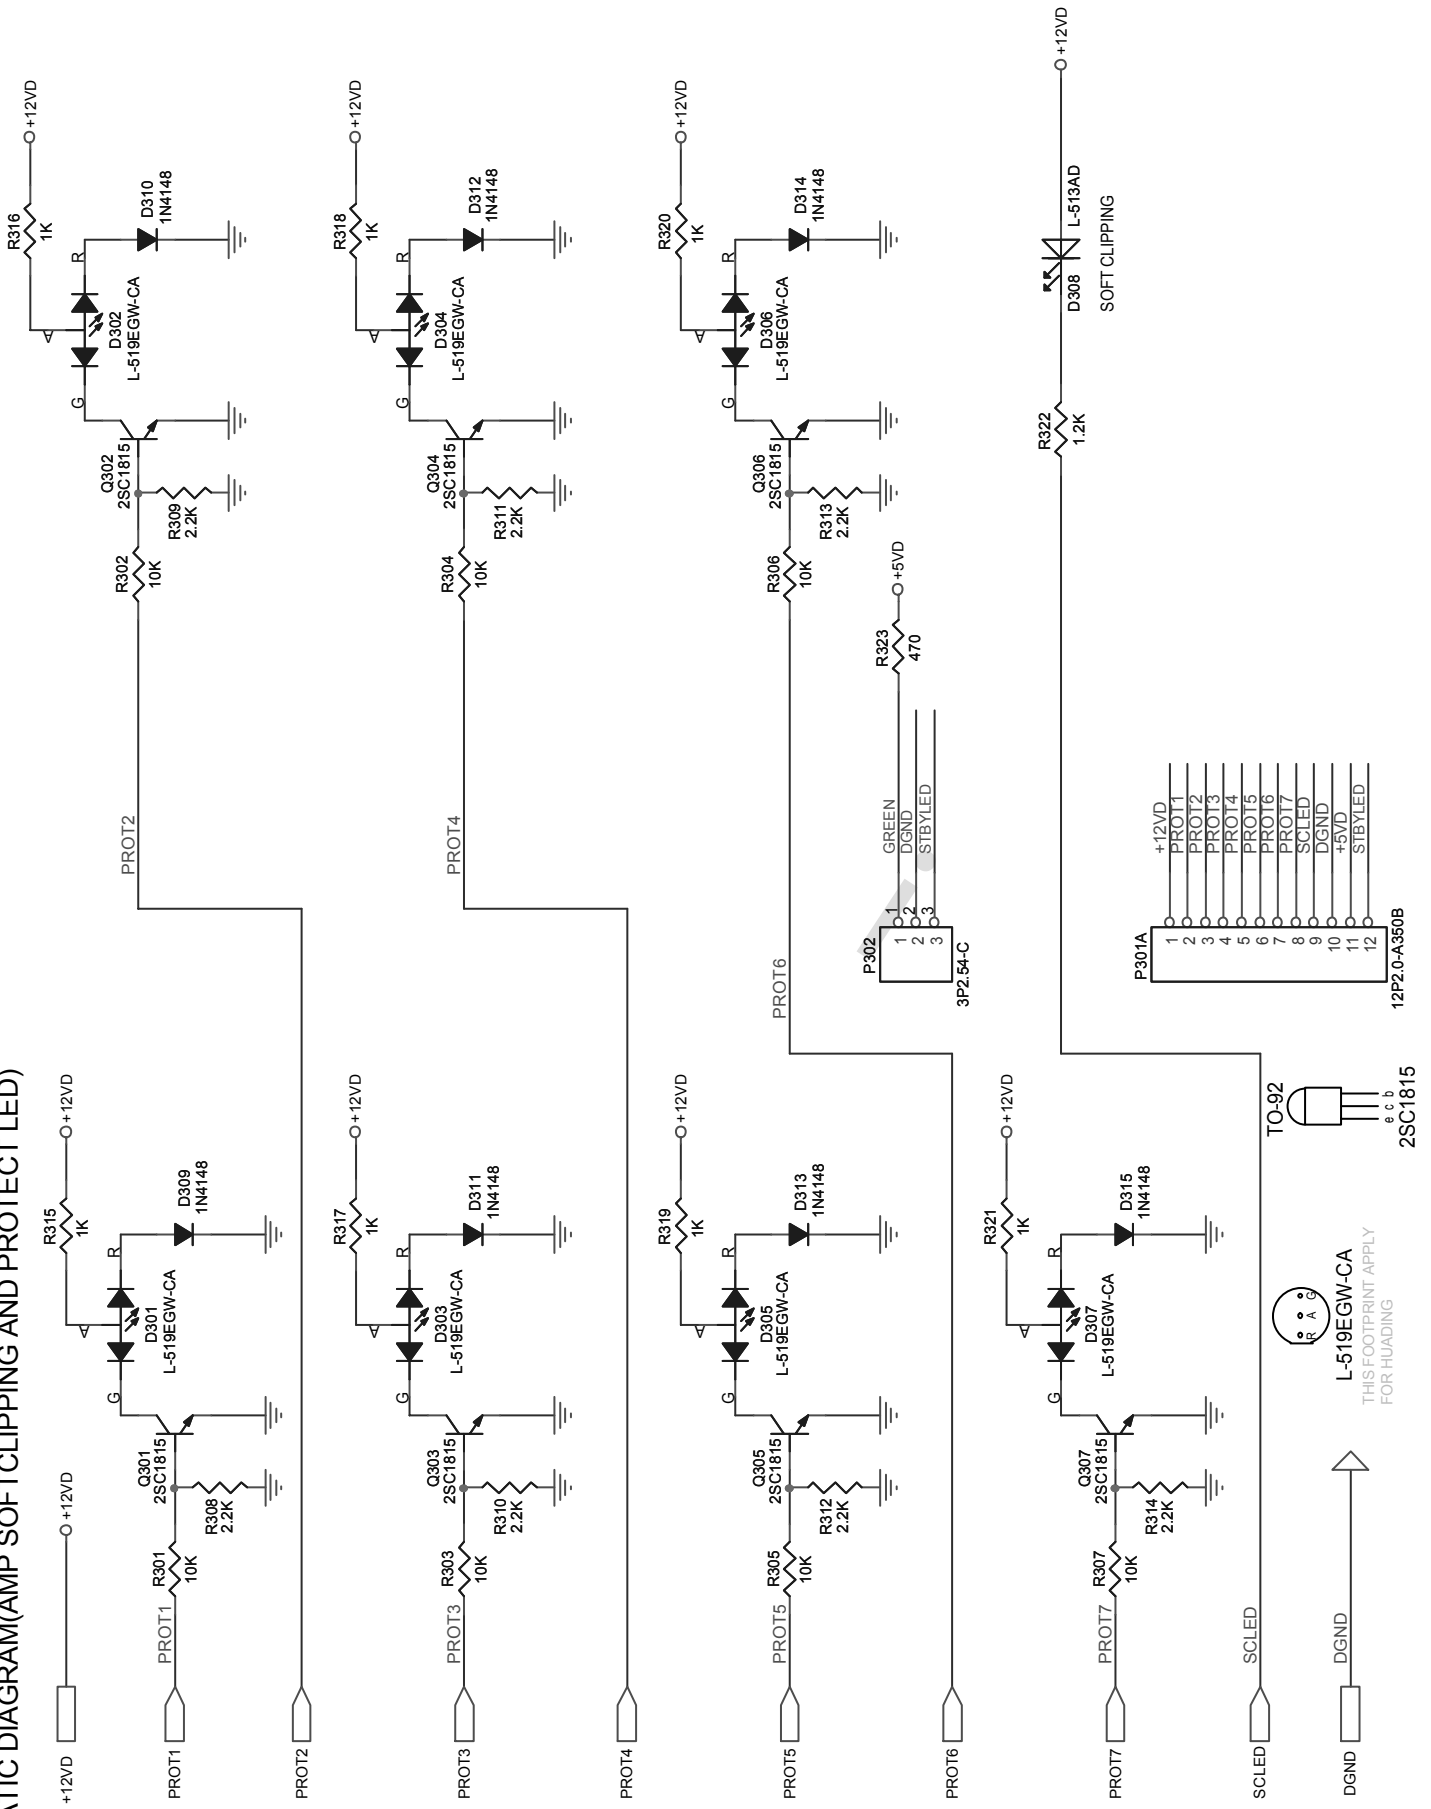 ATIC DIAGRAM(AMP SOFTCLIPPING AND PROTECT LED)
+12VD
+12VD
PROT1
PROT1
R301
10K
R308
2.2K
Q301
2SC1815
G
A
R
D301
L-519EGW-CA
R315
1K
+12VD
D309
1N4148
PROT2
PROT2
R302
10K
R309
2.2K
Q302
2SC1815
G
A
R
D302
L-519EGW-CA
R316
1K
+12VD
D310
1N4148
PROT3
PROT3
R303
10K
R310
2.2K
Q303
2SC1815
G
A
R
D303
L-519EGW-CA
R317
1K
+12VD
D311
1N4148
PROT4
PROT4
R304
10K
R311
2.2K
Q304
2SC1815
G
A
R
D304
L-519EGW-CA
R318
1K
+12VD
D312
1N4148
PROT5
PROT5
R305
10K
R312
2.2K
Q305
2SC1815
G
A
R
D305
L-519EGW-CA
R319
1K
+12VD
D313
1N4148
PROT6
PROT6
R306
10K
R313
2.2K
Q306
2SC1815
G
A
R
D306
L-519EGW-CA
R320
1K
+12VD
D314
1N4148
P302
1
2
3
1
2
3
3P2.54-C
GREEN
DGND
STBYLED
R323
470
+5VD
PROT7
PROT7
R307
10K
R314
2.2K
Q307
2SC1815
G
A
R
D307
L-519EGW-CA
R321
1K
+12VD
D315
1N4148
SCLED
SCLED
R322
1.2K
D308
L-513AD
SOFT CLIPPING
+12VD
P301A
1
2
3
4
5
6
7
8
9
10
11
12
12P2.0-A350B
+12VD
PROT1
PROT2
PROT3
PROT4
PROT5
PROT6
PROT7
SCLED
DGND
+5VD
STBYLED
DGND
DGND
R A G
L-519EGW-CA
THIS FOOTPRINT APPLY
FOR HUADING
TO-92
e c b
2SC1815